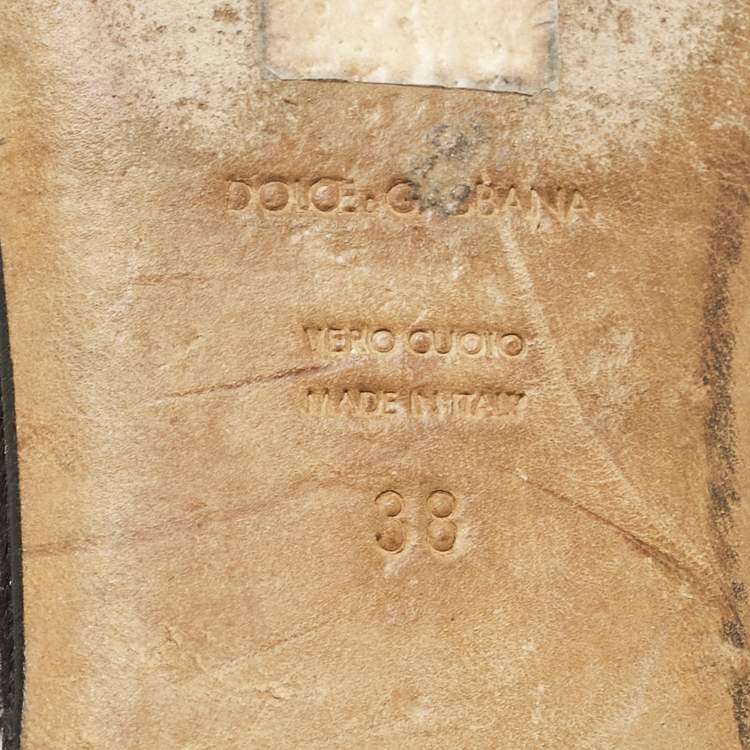 DOLCE & GABBANA
VERO CUOIO
MADE IN ITALY
38